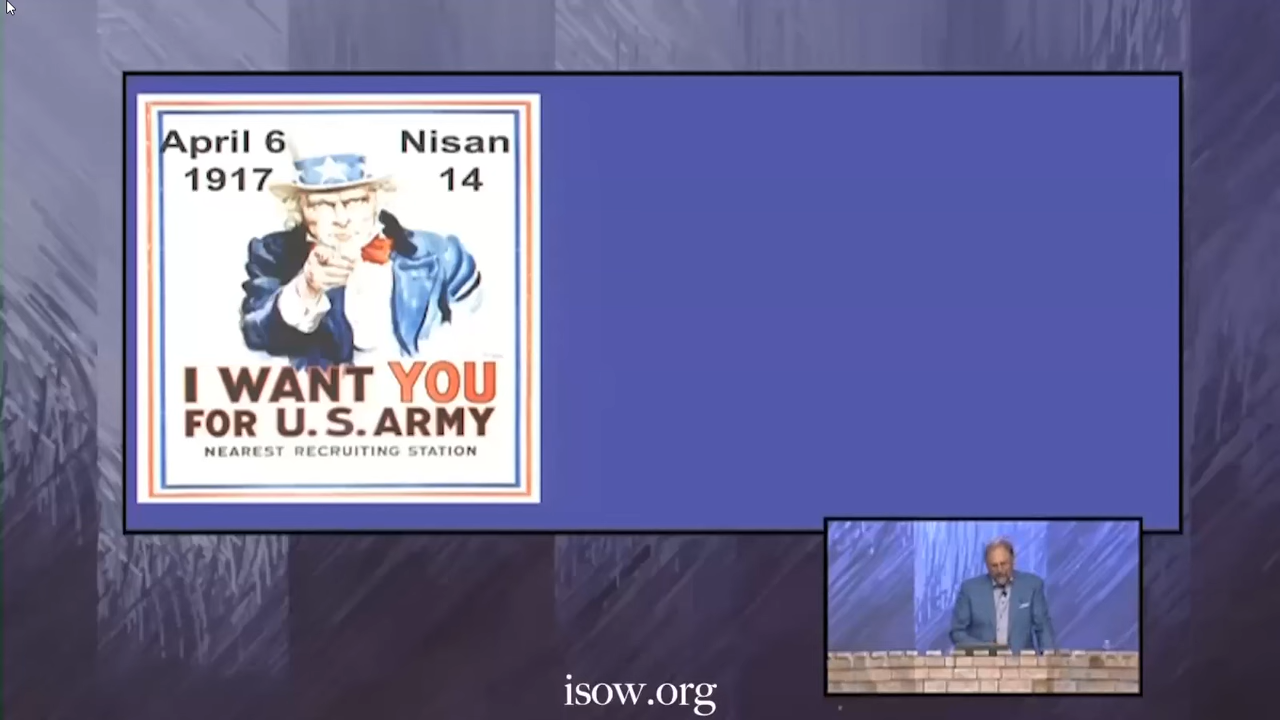 April 6
1917
Nisan
14
I WANT YOU
FOR U.S. ARMY
NEAREST RECRUITING STATION
isow.org